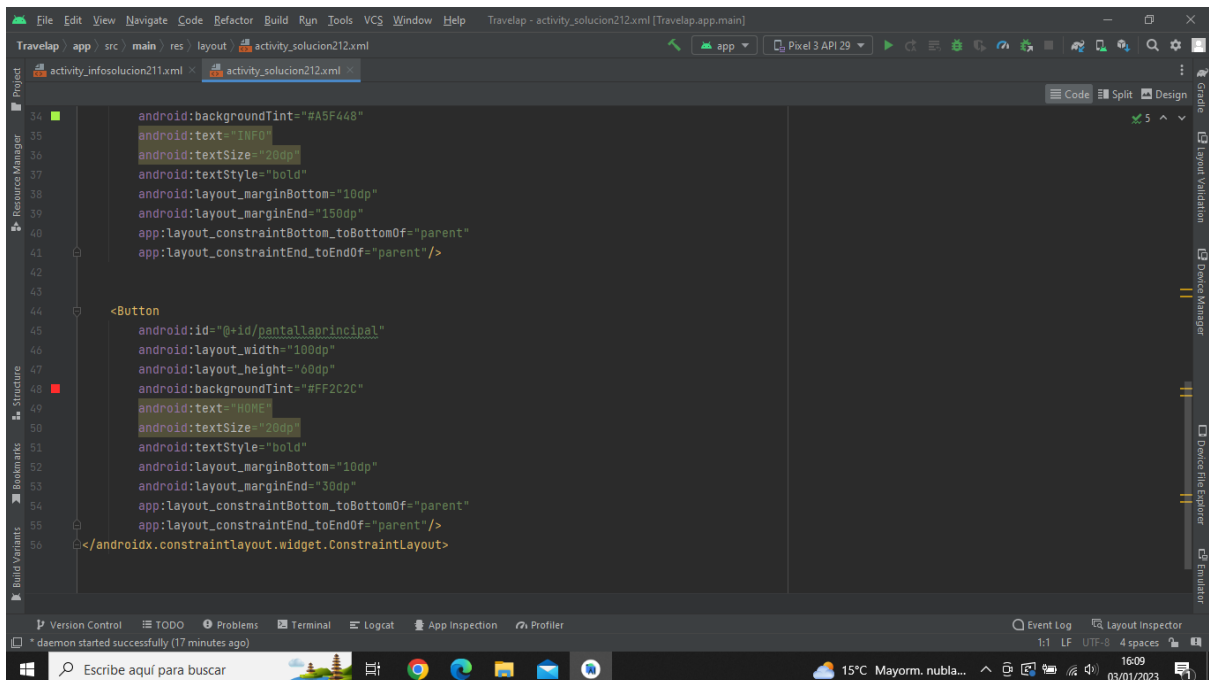 File Edit View Navigate Code Refactor Build Run Tools VCS Window Help Travelap - activity_solucion212.xml [Travelap.app.main]
Travelap app src main res layout activity_solucion212.xml app Pixel 3 API 29
activity_infosolucion211.xml activity_solucion212.xml
Code Split Design
34 android:backgroundTint="#A5F448" 5
35 android:text="INFO"
36 android:textSize="20dp"
37 android:textStyle="bold"
38 android:layout_marginBottom="10dp"
39 android:layout_marginEnd="150dp"
40 app:layout_constraintBottom_toBottomOf="parent"
41 app:layout_constraintEnd_toEndOf="parent"/>
42
43
44 <Button
45 android:id="@+id/pantallaprincipal"
46 android:layout_width="100dp"
47 android:layout_height="60dp"
48 android:backgroundTint="#FF2C2C"
49 android:text="HOME"
50 android:textSize="20dp"
51 android:textStyle="bold"
52 android:layout_marginBottom="10dp"
53 android:layout_marginEnd="30dp"
54 app:layout_constraintBottom_toBottomOf="parent"
55 app:layout_constraintEnd_toEndOf="parent"/>
56 </androidx.constraintlayout.widget.ConstraintLayout>
Project
Resource Manager
Structure
Bookmarks
Build Variants
Gradle
Layout Validation
Device Manager
Device File Explorer
Emulator
Version Control TODO Problems Terminal Logcat App Inspection Profiler Event Log Layout Inspector
* daemon started successfully (17 minutes ago) 1:1 LF UTF-8 4 spaces
Escribe aquí para buscar 15°C Mayorm. nubla... 16:09
03/01/2023 1